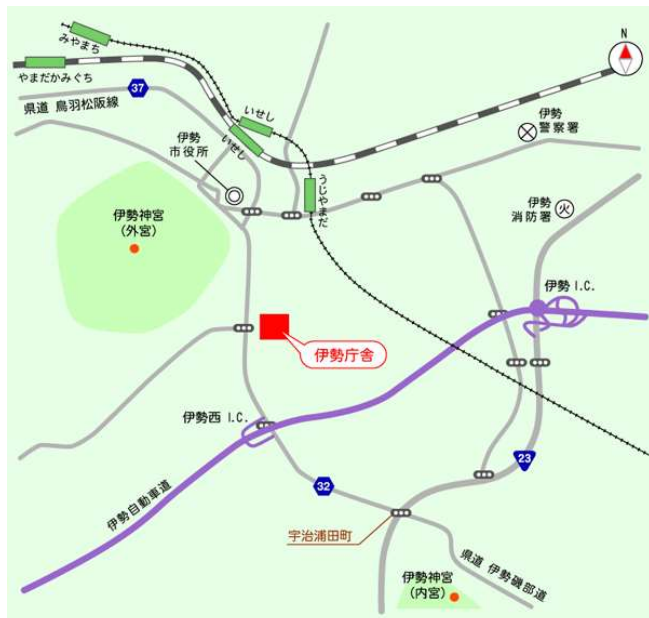 みやまち
N
やまだかみぐち
37
県道 鳥羽松阪線
いせし
いせし
伊勢
市役所
伊勢
警察署
うじやまだ
伊勢
消防署
火
伊勢神宮
(外宮)
伊勢 I.C.
伊勢庁舎
伊勢西 I.C.
23
32
伊勢自動車道
宇治浦田町
県道 伊勢磯部道
伊勢神宮
(内宮)